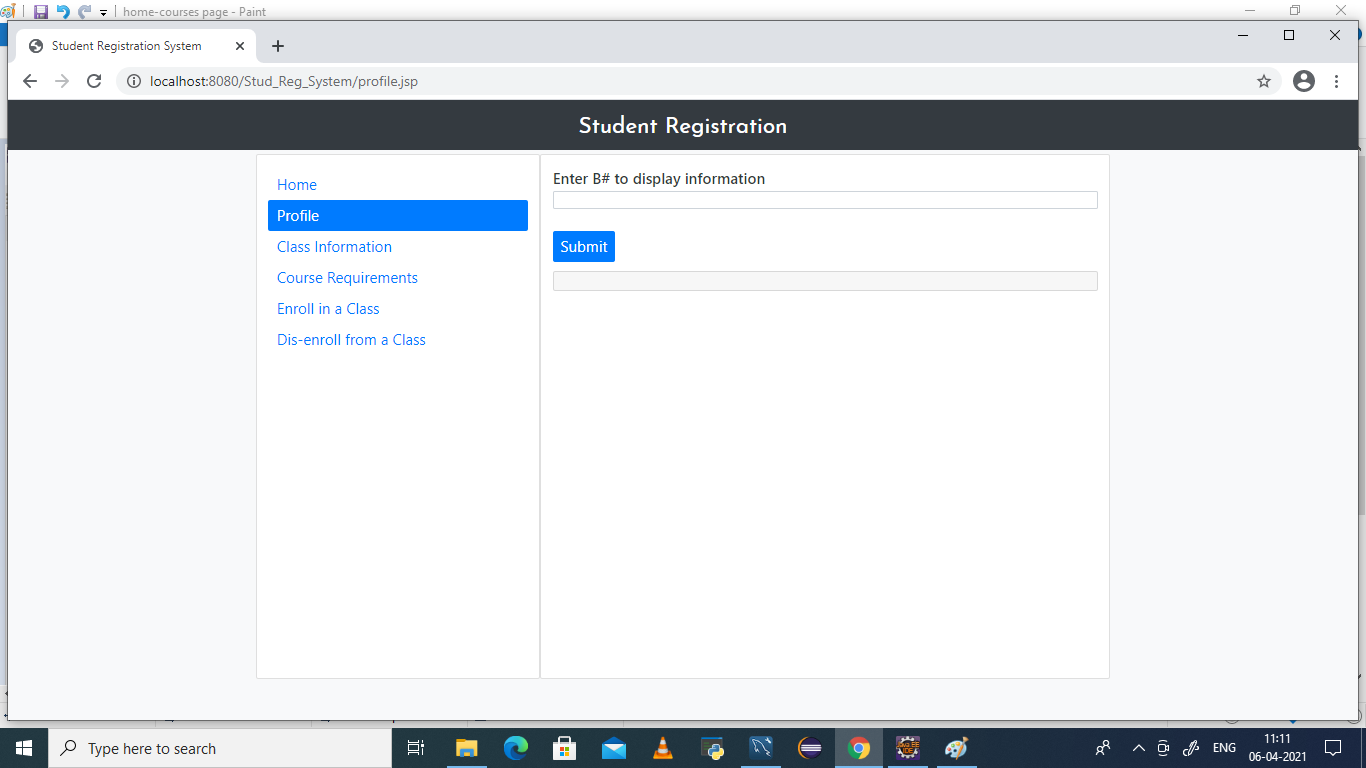 home-courses page - Paint
Student Registration System
localhost:8080/Stud_Reg_System/profile.jsp
Student Registration
Home
Profile
Class Information
Course Requirements
Enroll in a Class
Dis-enroll from a Class
Enter B# to display information
Submit
Type here to search
ENG
11:11
06-04-2021